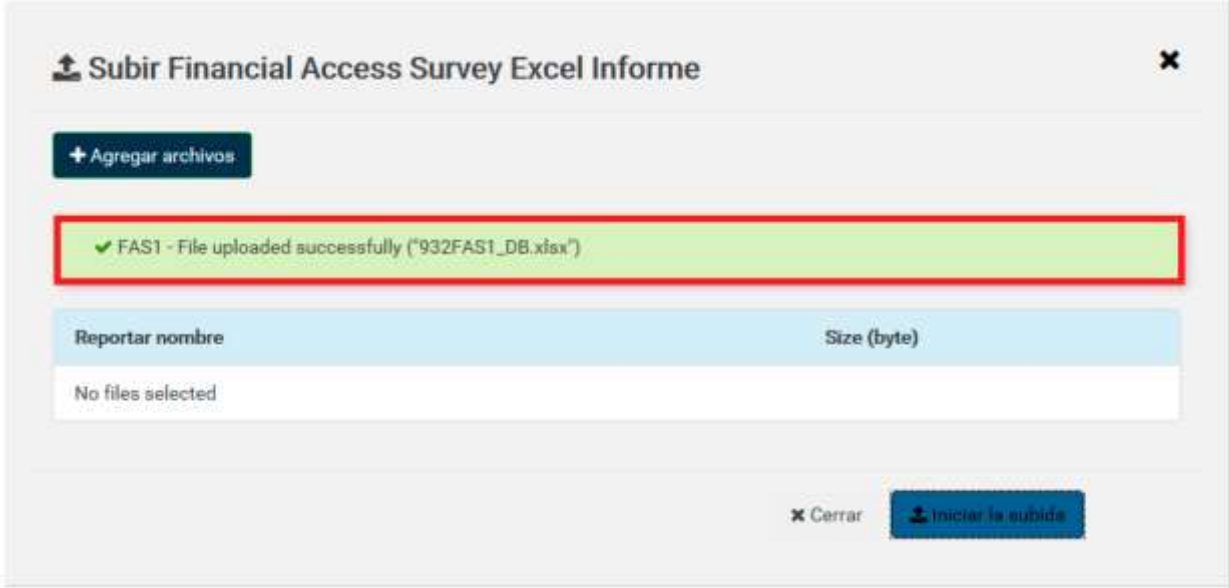 Subir Financial Access Survey Excel Informe
Agregar archivos
FAS1 - File uploaded successfully ("932FAS1_DB.xlsx")
Reportar nombre Size (byte)
No files selected
Cerrar Iniciar la subida